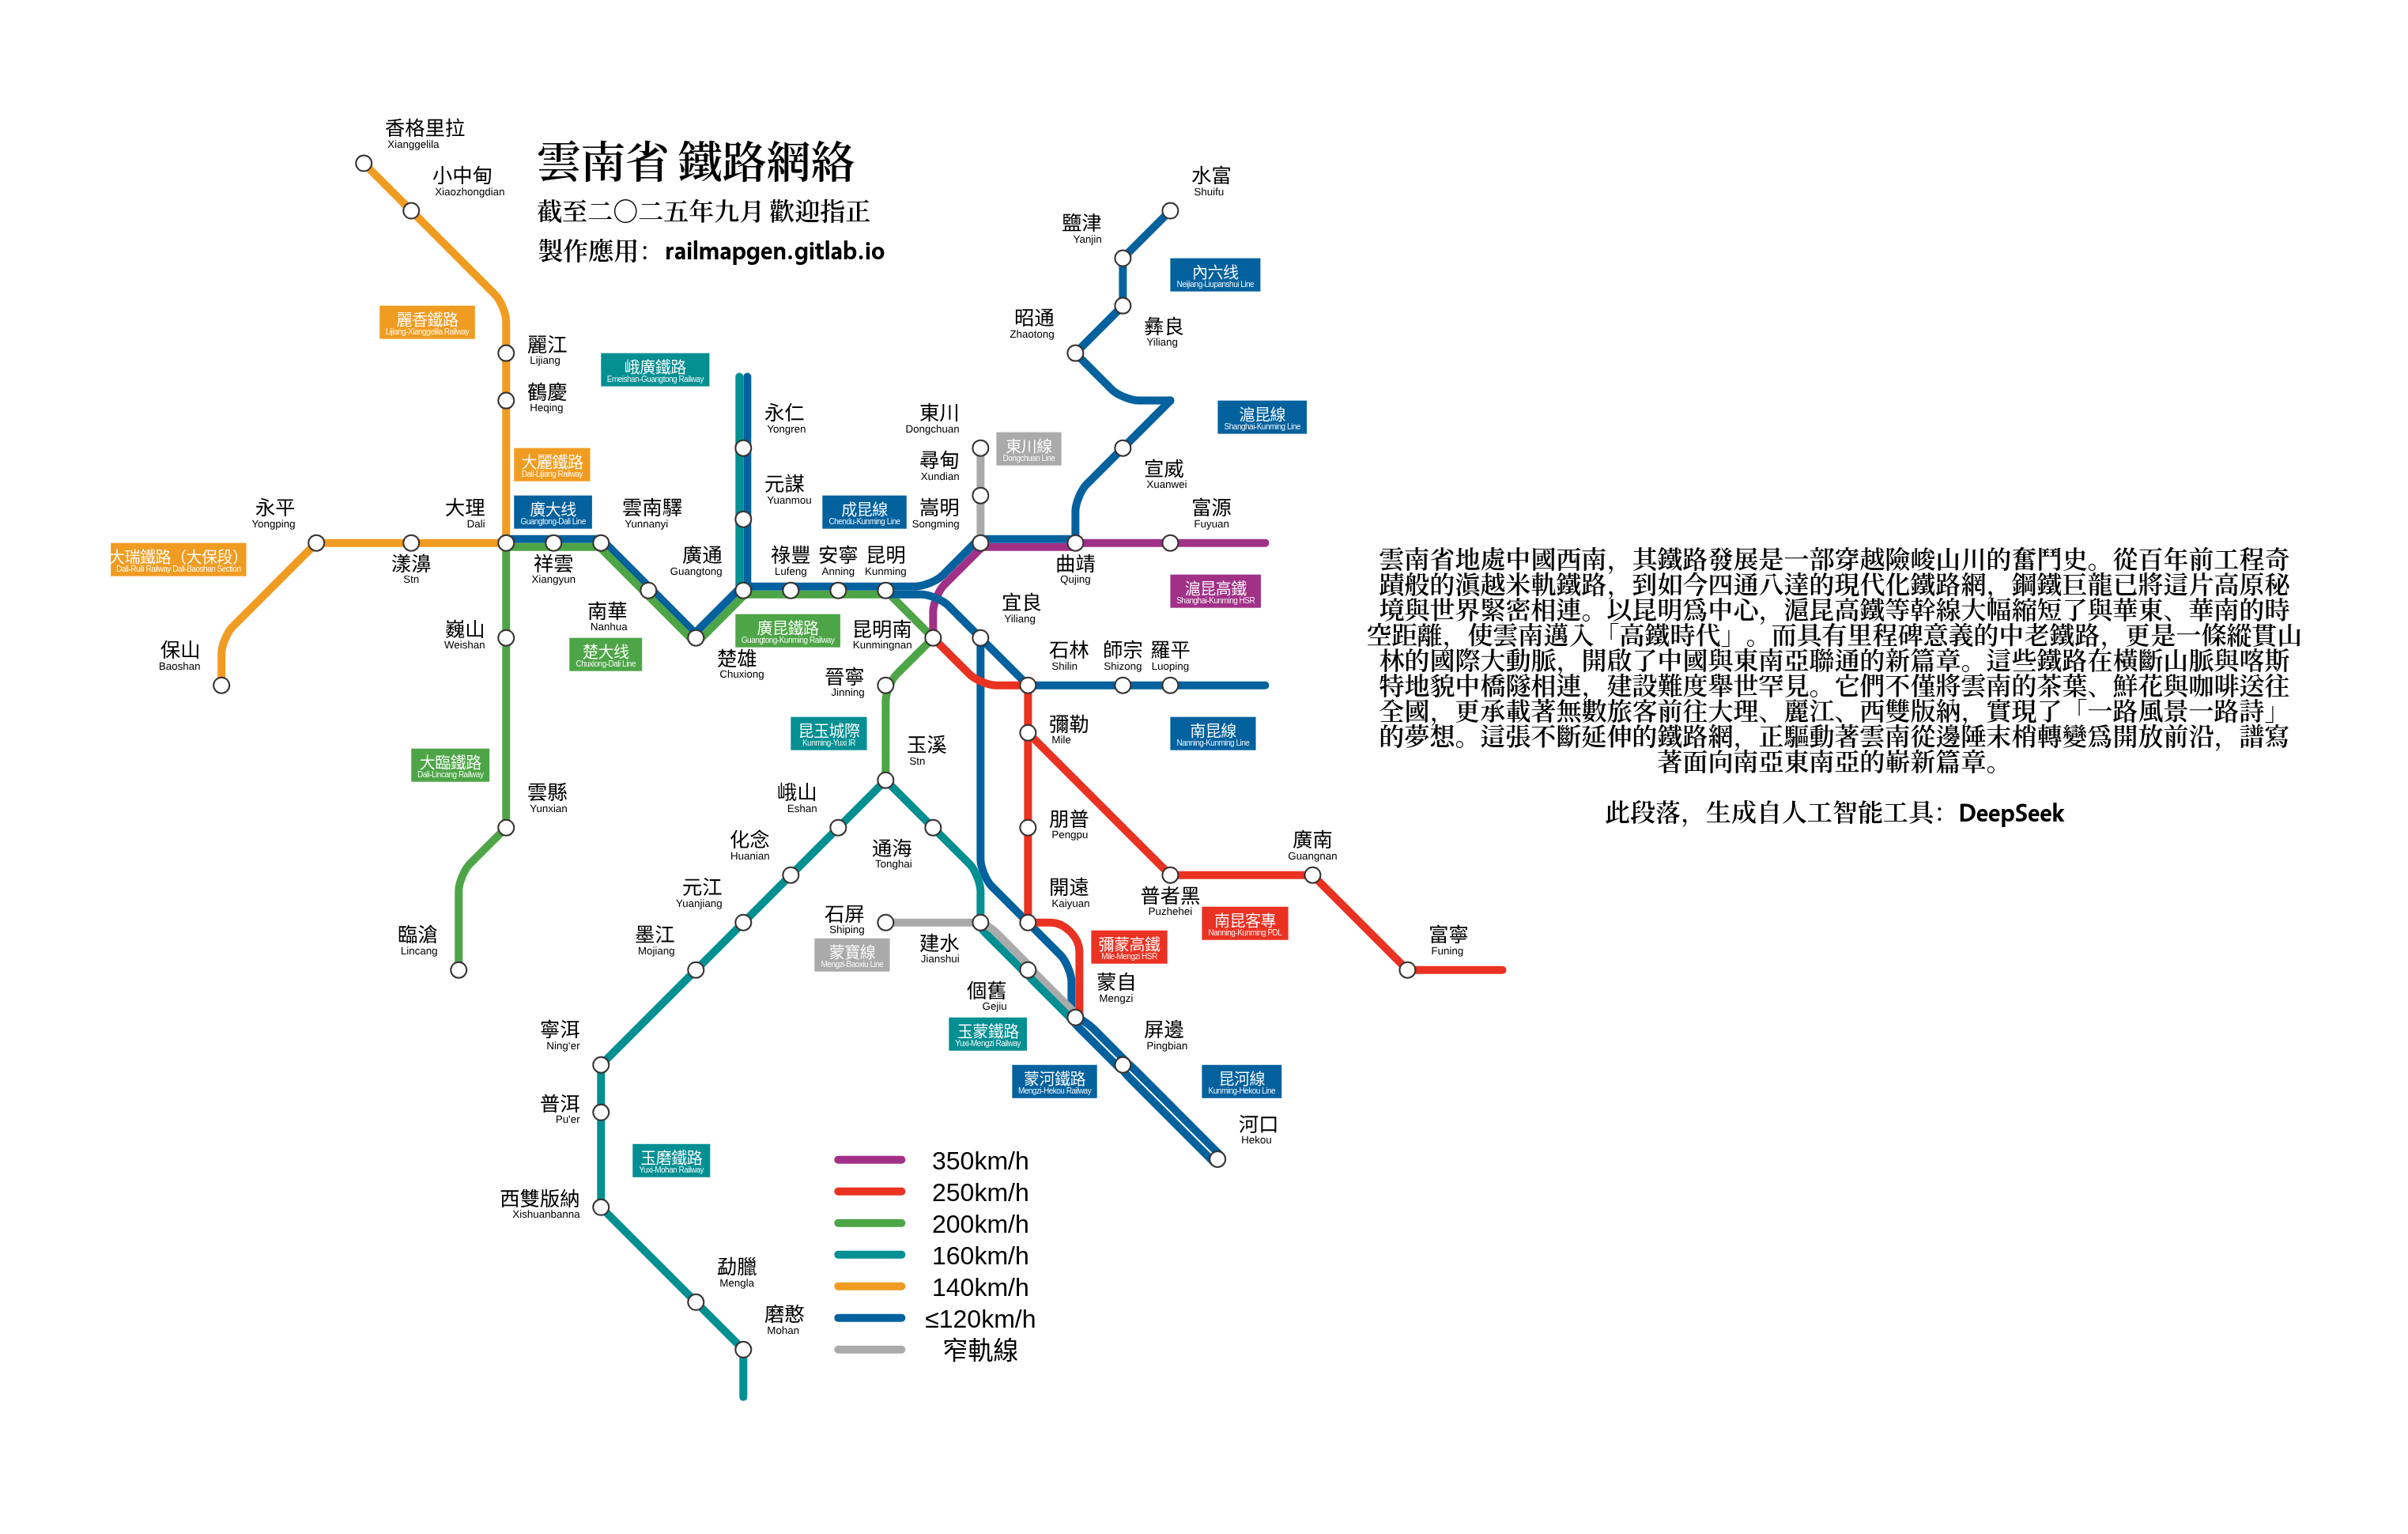 雲南省 鐵路網絡
截至二〇二五年九月 歡迎指正
製作應用：railmapgen.gitlab.io
香格里拉
Xianggelila
小中甸
Xiaozhongdian
麗香鐵路
Lijiang-Xianggelila Railway
麗江
Lijiang
鶴慶
Heqing
大麗鐵路
Dali-Lijiang Railway
峨廣鐵路
Emeishan-Guangtong Railway
水富
Shuifu
鹽津
Yanjin
內六线
Neijiang-Liupanshui Line
昭通
Zhaotong
彝良
Yiliang
滬昆線
Shanghai-Kunming Line
宣威
Xuanwei
永仁
Yongren
元謀
Yuanmou
東川
Dongchuan
東川線
Dongchuan Line
尋甸
Xundian
嵩明
Songming
成昆線
Chendu-Kunming Line
富源
Fuyuan
曲靖
Qujing
滬昆高鐵
Shanghai-Kunming HSR
永平
Yongping
大理
Dali
廣大线
Guangtong-Dali Line
雲南驛
Yunnanyi
大瑞鐵路（大保段）
Dali-Ruili Railway Dali-Baoshan Section
漾濞
Stn
祥雲
Xiangyun
廣通
Guangtong
祿豐
Lufeng
安寧
Anning
昆明
Kunming
南華
Nanhua
楚大线
Chuxiong-Dali Line
楚雄
Chuxiong
廣昆鐵路
Guangtong-Kunming Railway
昆明南
Kunmingnan
宜良
Yiliang
石林
Shilin
師宗
Shizong
羅平
Luoping
南昆線
Nanning-Kunming Line
保山
Baoshan
巍山
Weishan
晉寧
Jinning
昆玉城際
Kunming-Yuxi IR
玉溪
Stn
彌勒
Mile
大臨鐵路
Dali-Lincang Railway
雲縣
Yunxian
臨滄
Lincang
峨山
Eshan
化念
Huanian
元江
Yuanjiang
墨江
Mojiang
寧洱
Ning'er
普洱
Pu'er
玉磨鐵路
Yuxi-Mohan Railway
西雙版納
Xishuanbanna
勐臘
Mengla
磨憨
Mohan
通海
Tonghai
石屏
Shiping
蒙寶線
Mengzi-Baoxiu Line
建水
Jianshui
個舊
Gejiu
玉蒙鐵路
Yuxi-Mengzi Railway
朋普
Pengpu
開遠
Kaiyuan
彌蒙高鐵
Mile-Mengzi HSR
蒙自
Mengzi
普者黑
Puzhehei
南昆客專
Nanning-Kunming PDL
廣南
Guangnan
富寧
Funing
屏邊
Pingbian
蒙河鐵路
Mengzi-Hekou Railway
昆河線
Kunming-Hekou Line
河口
Hekou
350km/h
250km/h
200km/h
160km/h
140km/h
≤120km/h
窄軌線
雲南省地處中國西南，其鐵路發展是一部穿越險峻山川的奮鬥史。從百年前工程奇
蹟般的滇越米軌鐵路，到如今四通八達的現代化鐵路網，鋼鐵巨龍已將這片高原秘
境與世界緊密相連。以昆明爲中心，滬昆高鐵等幹線大幅縮短了與華東、華南的時
空距離，使雲南邁入「高鐵時代」。而具有里程碑意義的中老鐵路，更是一條縱貫山
林的國際大動脈，開啟了中國與東南亞聯通的新篇章。這些鐵路在橫斷山脈與喀斯
特地貌中橋隧相連，建設難度舉世罕見。它們不僅將雲南的茶葉、鮮花與咖啡送往
全國，更承載著無數旅客前往大理、麗江、西雙版納，實現了「一路風景一路詩」
的夢想。這張不斷延伸的鐵路網，正驅動著雲南從邊陲末梢轉變爲開放前沿，譜寫
著面向南亞東南亞的嶄新篇章。
此段落，生成自人工智能工具：DeepSeek